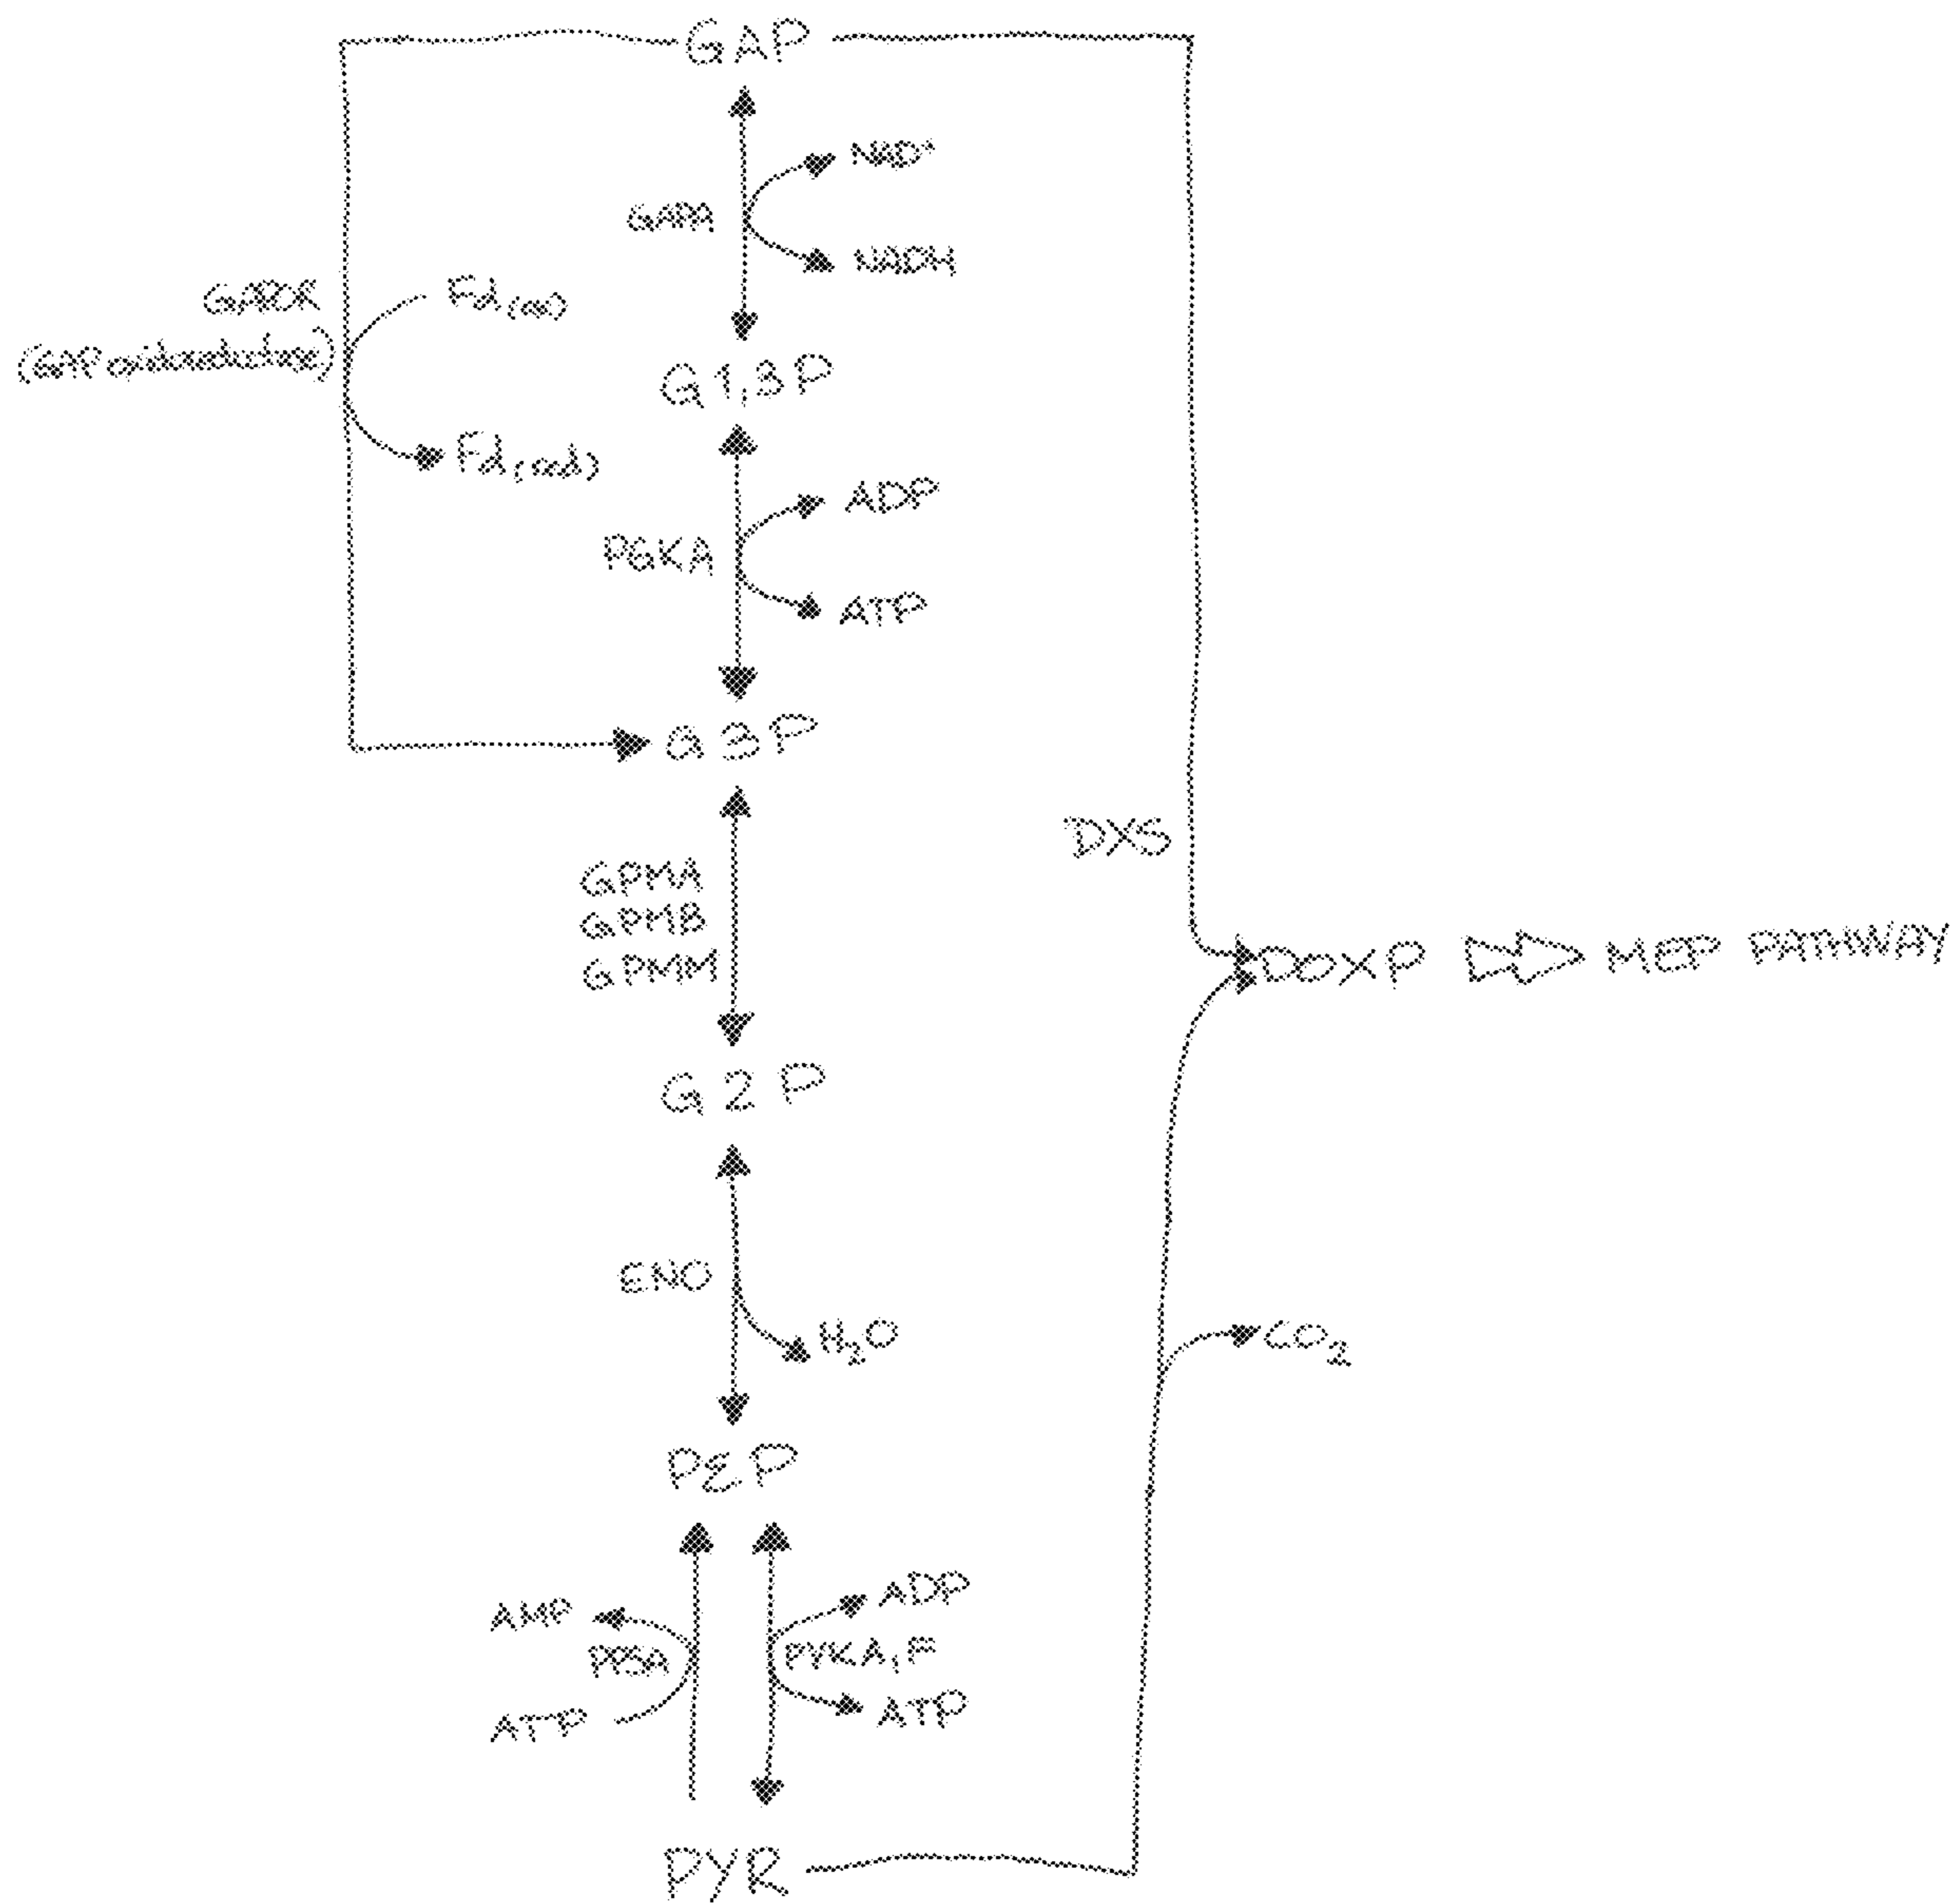 GAP
NAD+
GAPA
NADH
GAPOR
Fd(ox)
(GAP oxidoreductase)
G1,3P
Fd(red)
ADP
PGKA
ATP
G3P
DXS
GPMA
GPMB
GPMM
DOXP MEP PATHWAY
G2P
ENO
H2O
CO2
PEP
ADP
AMP
PPSA
PYKA,F
ATP
ATP
PYR